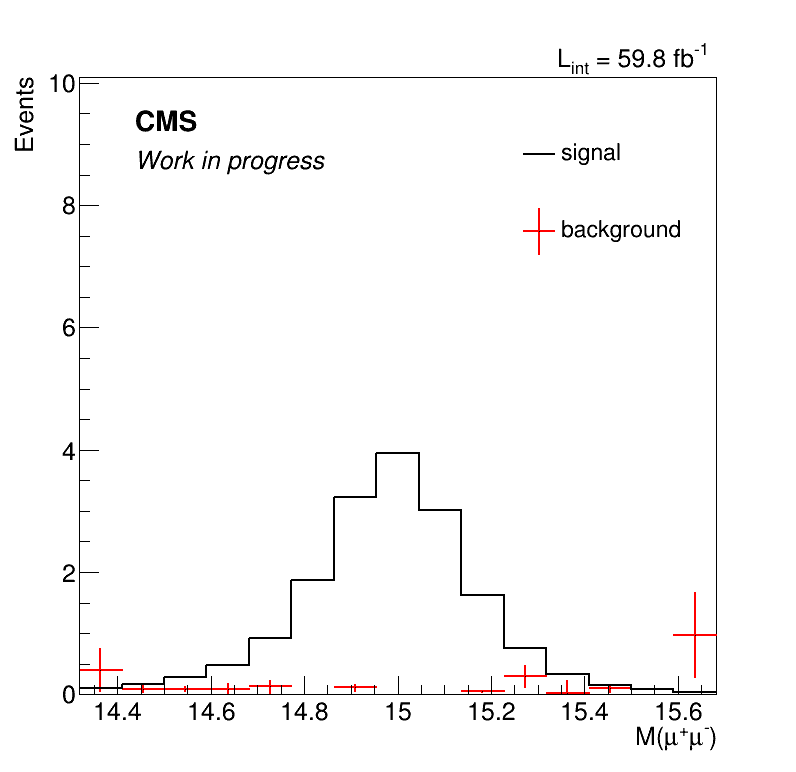 L_int = 59.8 fb⁻¹
Events
10
CMS
Work in progress
signal
8
background
6
4
2
0
14.4 14.6 14.8 15 15.2 15.4 15.6
M(μ⁺μ⁻)